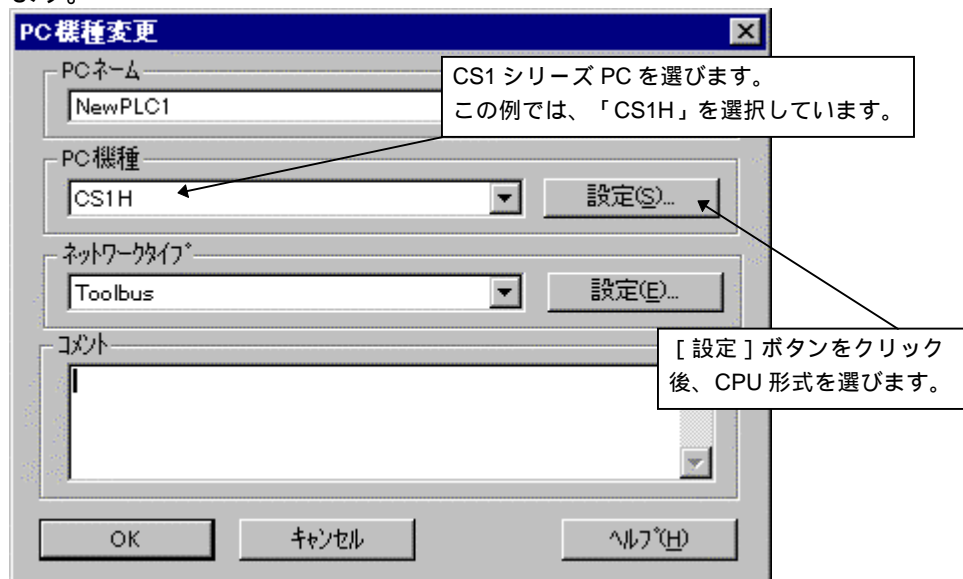 ます。
PC機種変更
PCネーム
CS1 シリーズ PC を選びます。
NewPLC1
この例では、「CS1H」を選択しています。
PC機種
CS1H
設定(S)...
ネットワークタイプ
Toolbus
設定(E)...
コメント
［設定］ボタンをクリック
後、CPU 形式を選びます。
OK
キャンセル
ヘルプ(H)